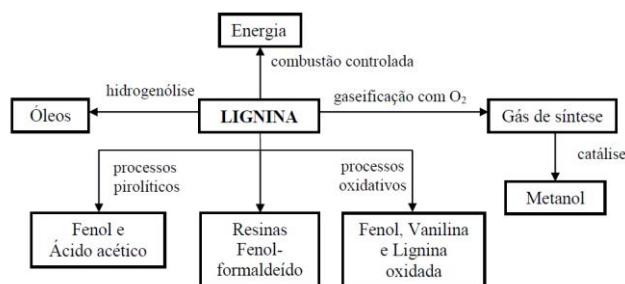 Energia
combustão controlada
hidrogenólise
gaseificação com O₂
Óleos
LIGNINA
Gás de síntese
catálise
processos
pirolíticos
processos
oxidativos
Metanol
Fenol e
Ácido acético
Resinas
Fenol-
formaldeído
Fenol, Vanilina
e Lignina
oxidada